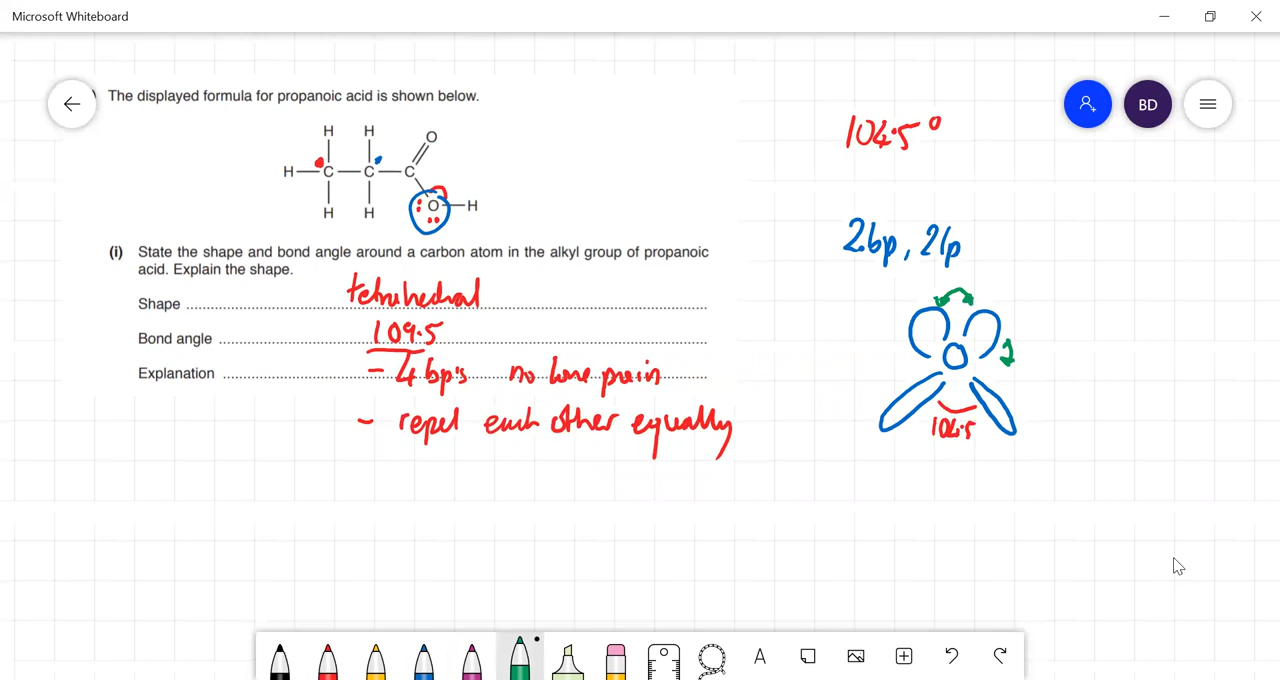 Microsoft Whiteboard
The displayed formula for propanoic acid is shown below.
H H O
H C C C
H H O H
(i) State the shape and bond angle around a carbon atom in the alkyl group of propanoic
acid. Explain the shape.
Shape tetrahedral
Bond angle 109.5
Explanation – 4 bp's no lone pair
– repel each other equally
BD
104.5°
2bp, 2lp
O
104.5
A